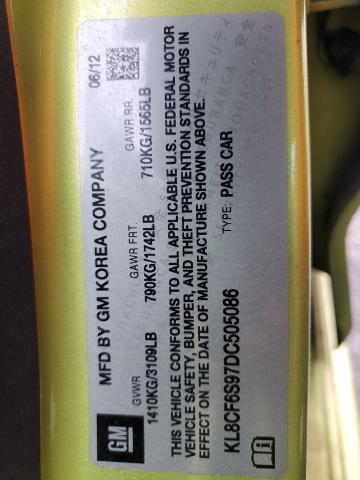 GM
MFD BY GM KOREA COMPANY 06/12
GVWR GAWR FRT. GAWR RR.
1410KG/3109LB 790KG/1742LB 710KG/1565LB
THIS VEHICLE CONFORMS TO ALL APPLICABLE U.S. FEDERAL MOTOR
VEHICLE SAFETY, BUMPER, AND THEFT PREVENTION STANDARDS IN
EFFECT ON THE DATE OF MANUFACTURE SHOWN ABOVE.
KL8CF6S97DC505086 TYPE: PASS CAR